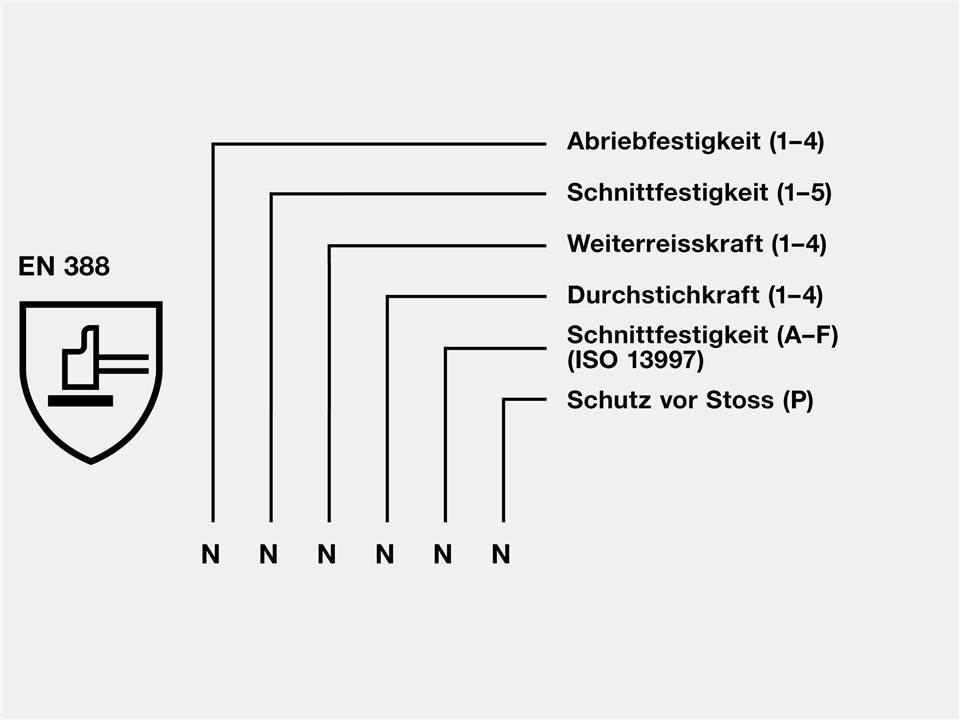 Abriebfestigkeit (1–4)
Schnittfestigkeit (1–5)
Weiterreisskraft (1–4)
EN 388
Durchstichkraft (1–4)
Schnittfestigkeit (A–F)
(ISO 13997)
Schutz vor Stoss (P)
N N N N N N